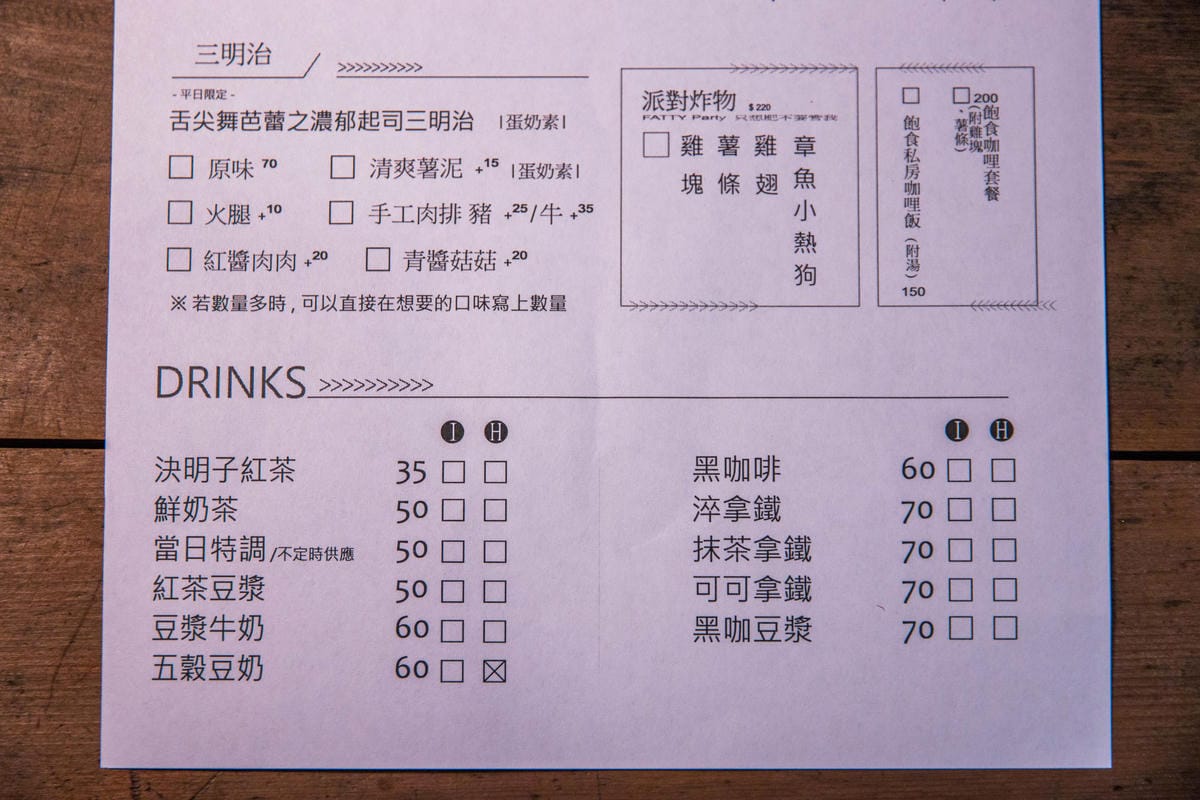 三明治 >>>>>>>>>>
- 平日限定 -
舌尖舞芭蕾之濃郁起司三明治 |蛋奶素|
□ 原味 70 □ 清爽薯泥 +15 |蛋奶素|
□ 火腿 +10 □ 手工肉排 豬 +25/牛 +35
□ 紅醬肉肉 +20 □ 青醬菇菇 +20
※ 若數量多時 , 可以直接在想要的口味寫上數量
派對炸物 $ 220
FATTY Party 只想肥不要舊我
□ 雞塊
薯條
雞翅
章魚小熱狗
□ 飽食私房咖哩飯 (附湯) 150
□ 飽食咖哩套餐
(附雞塊、薯條)
200
DRINKS >>>>>>>>>>
I H
決明子紅茶 35 □ □
鮮奶茶 50 □ □
當日特調 /不定時供應 50 □ □
紅茶豆漿 50 □ □
豆漿牛奶 60 □ □
五穀豆奶 60 □ ☒
I H
黑咖啡 60 □ □
淬拿鐵 70 □ □
抹茶拿鐵 70 □ □
可可拿鐵 70 □ □
黑咖豆漿 70 □ □